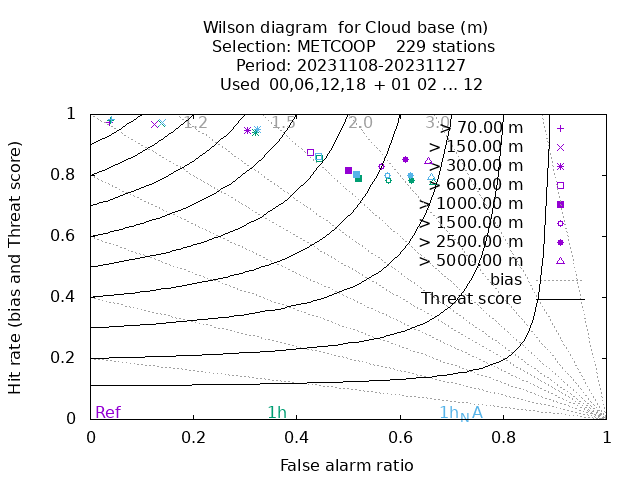 Wilson diagram  for Cloud base (m)
Selection: METCOOP    229 stations
Period: 20231108-20231127
Used  00,06,12,18  + 01 02 ... 12
1 1.2 1.5 2.0 3.0
> 70.00 m
> 150.00 m
> 300.00 m
0.8 > 600.00 m
> 1000.00 m
> 1500.00 m
0.6 > 2500.00 m
> 5000.00 m
bias
0.4 Threat score
0.2
0 Ref 1h 1h_NA
0 0.2 0.4 0.6 0.8 1
False alarm ratio
Hit rate (bias and Threat score)